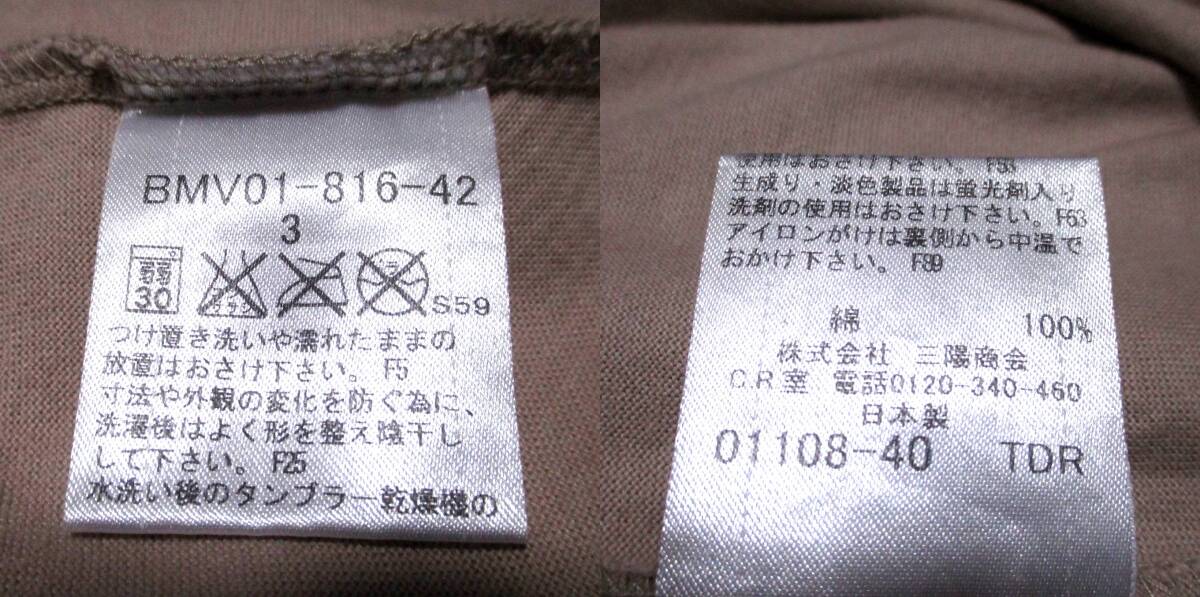 BMV01-816-42
3
弱
30
S59
つけ置き洗いや濡れたままの
放置はおさけ下さい。 F5
寸法や外観の変化を防ぐ為に、
洗濯後はよく形を整え陰干し
して下さい。 F25
水洗い後のタンブラー乾燥機の
使用はおさけ下さい。 F58
生成り・淡色製品は蛍光剤入り
洗剤の使用はおさけ下さい。 F63
アイロンがけは裏側から中温で
おかけ下さい。 F89
綿 100%
株式会社 三陽商会
C.R室 電話0120-340-460
日本製
01108-40 TDR